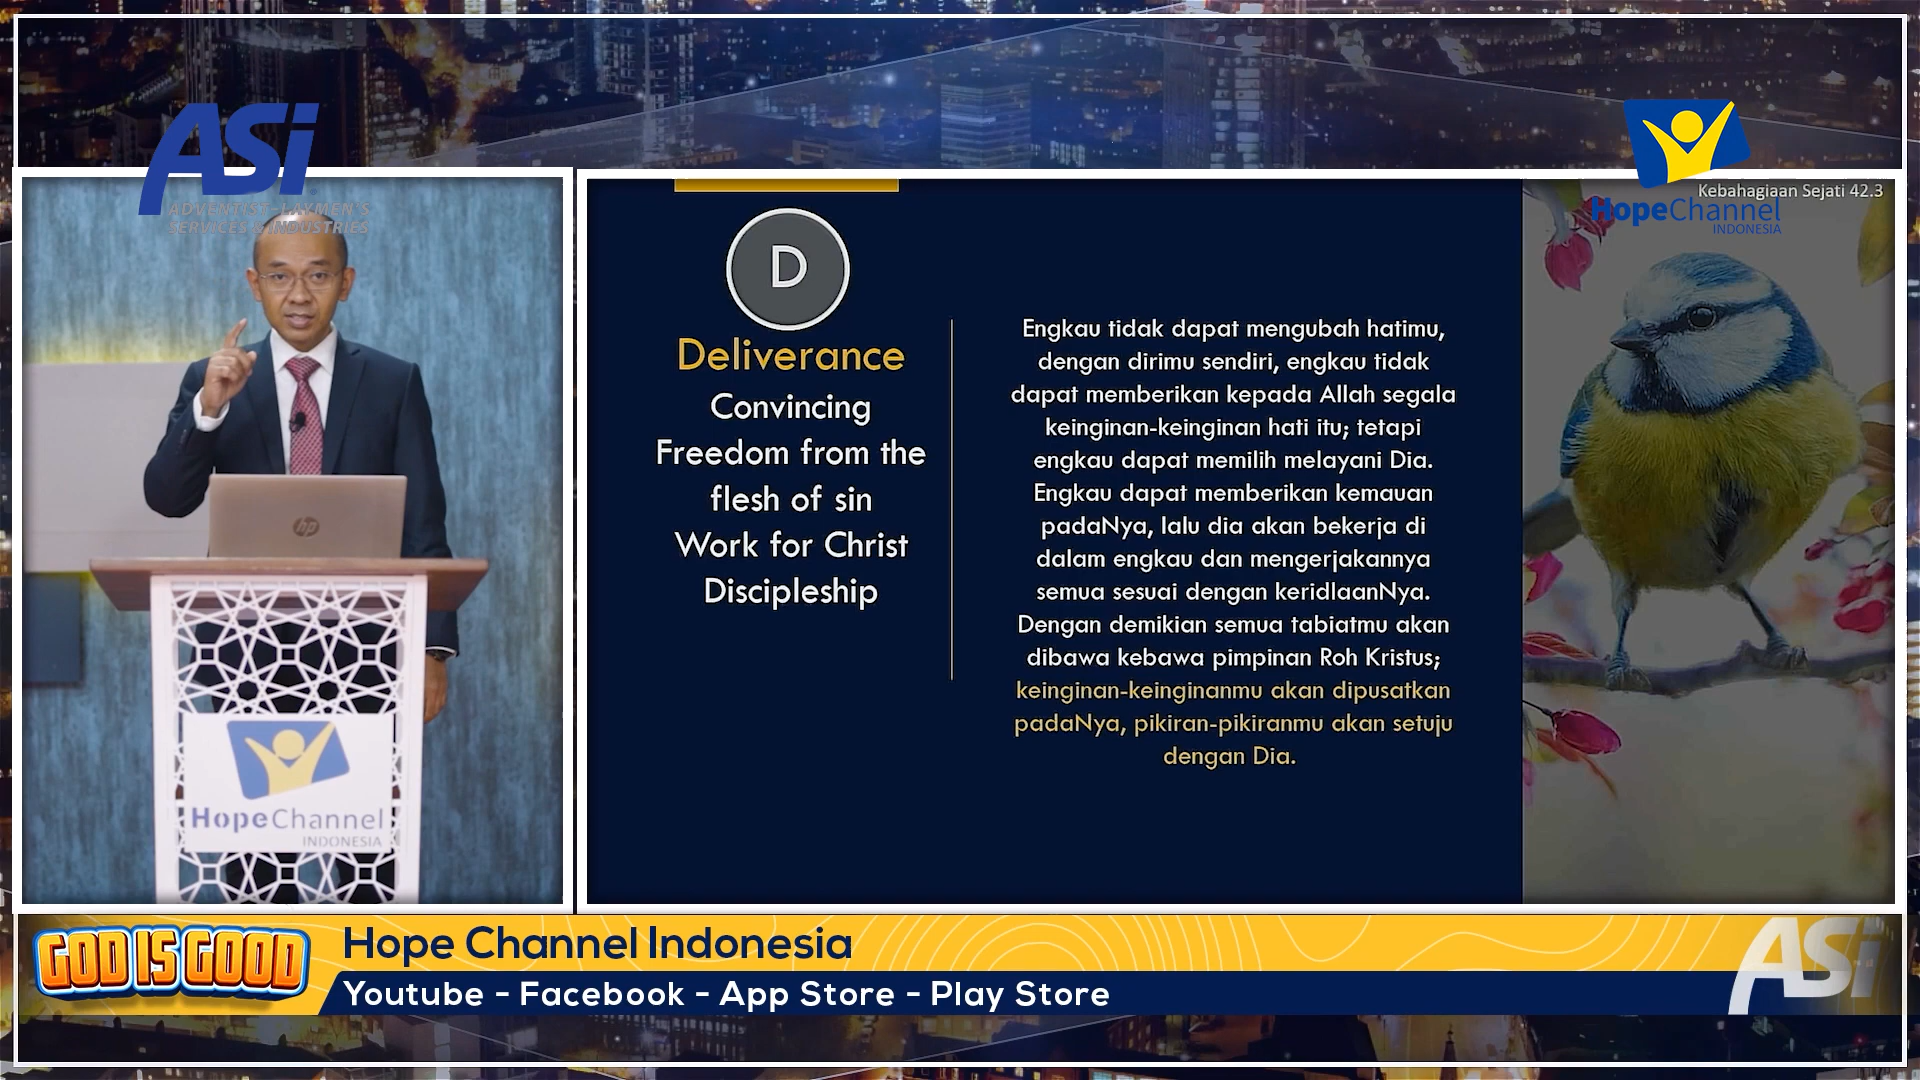 ASi
ADVENTIST-LAYMEN'S
SERVICES & INDUSTRIES
Kebahagiaan Sejati 42.3
HopeChannel
INDONESIA
D
Deliverance
Convincing
Freedom from the
flesh of sin
Work for Christ
Discipleship
Engkau tidak dapat mengubah hatimu,
dengan dirimu sendiri, engkau tidak
dapat memberikan kepada Allah segala
keinginan-keinginan hati itu; tetapi
engkau dapat memilih melayani Dia.
Engkau dapat memberikan kemauan
padaNya, lalu dia akan bekerja di
dalam engkau dan mengerjakannya
semua sesuai dengan keridlaanNya.
Dengan demikian semua tabiatmu akan
dibawa kebawa pimpinan Roh Kristus;
keinginan-keinginanmu akan dipusatkan
padaNya, pikiran-pikiranmu akan setuju
dengan Dia.
hp
HopeChannel
INDONESIA
GOD IS GOOD
Hope Channel Indonesia
Youtube - Facebook - App Store - Play Store
ASi